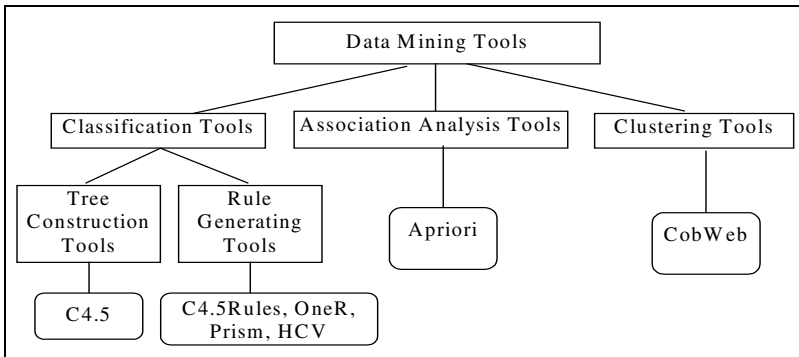 Data Mining Tools
Classification Tools
Association Analysis Tools
Clustering Tools
Tree
Construction
Tools
Rule
Generating
Tools
Apriori
CobWeb
C4.5
C4.5Rules, OneR,
Prism, HCV